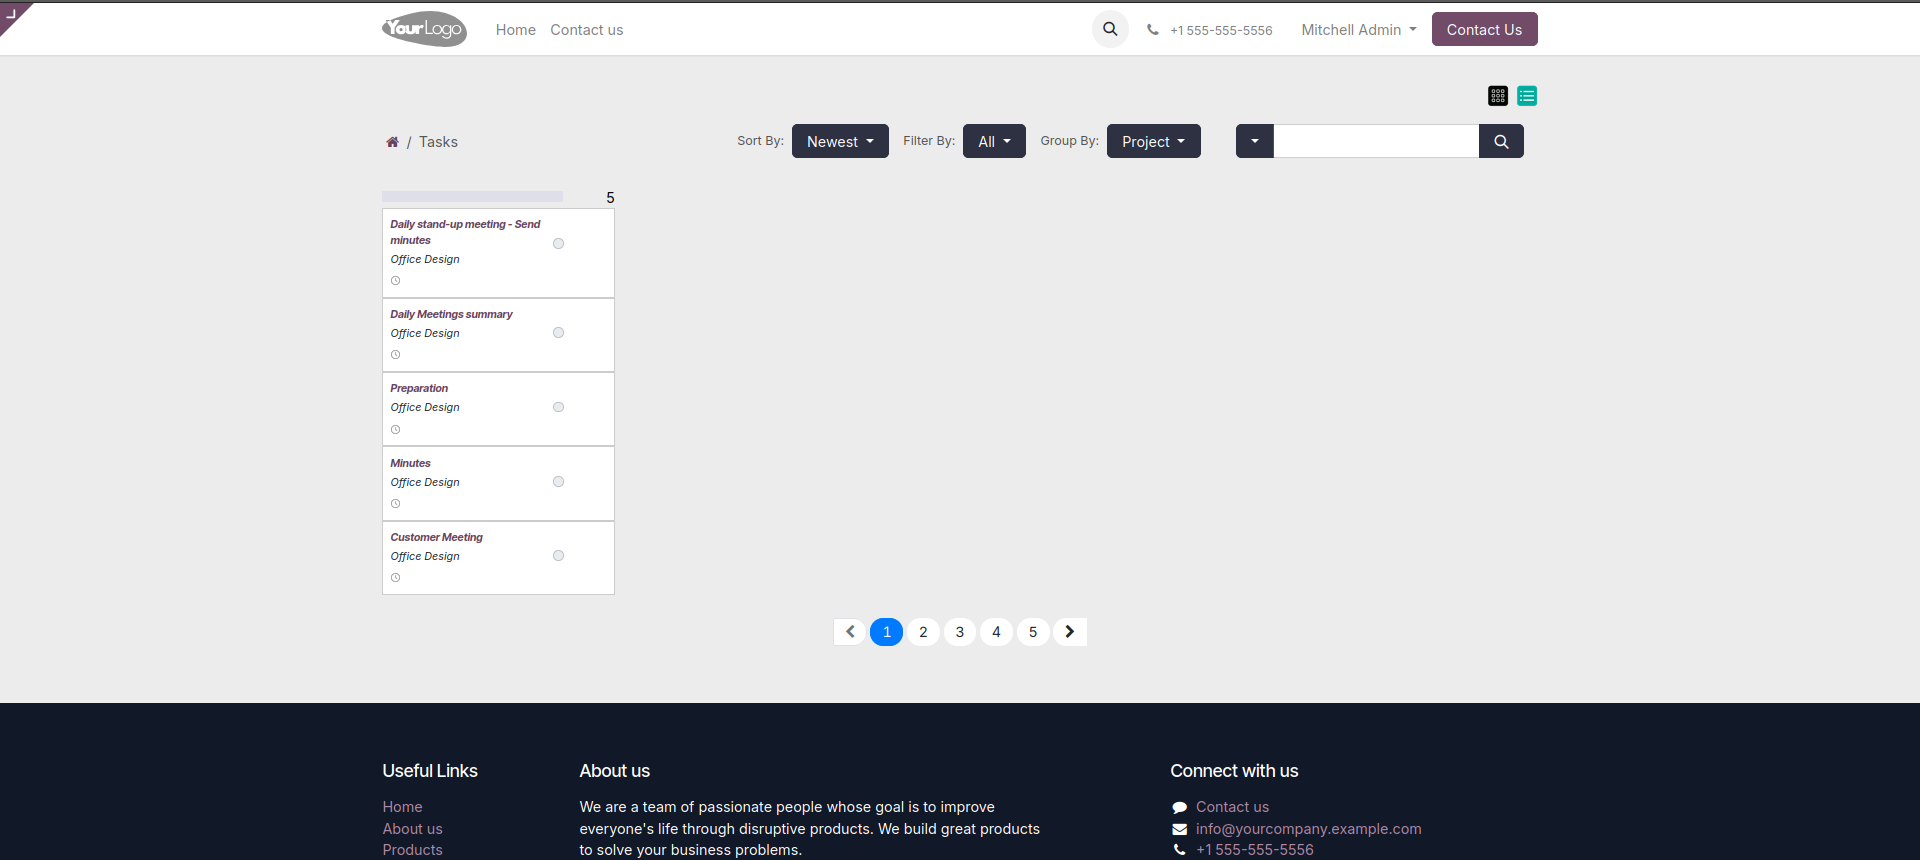 YourLogo
Home
Contact us
+1 555-555-5556
Mitchell Admin
Contact Us
/ Tasks
Sort By:
Newest
Filter By:
All
Group By:
Project
5
Daily stand-up meeting - Send
minutes
Office Design
Daily Meetings summary
Office Design
Preparation
Office Design
Minutes
Office Design
Customer Meeting
Office Design
1 2 3 4 5
Useful Links
Home
About us
Products
About us
We are a team of passionate people whose goal is to improve
everyone's life through disruptive products. We build great products
to solve your business problems.
Connect with us
Contact us
info@yourcompany.example.com
+1 555-555-5556